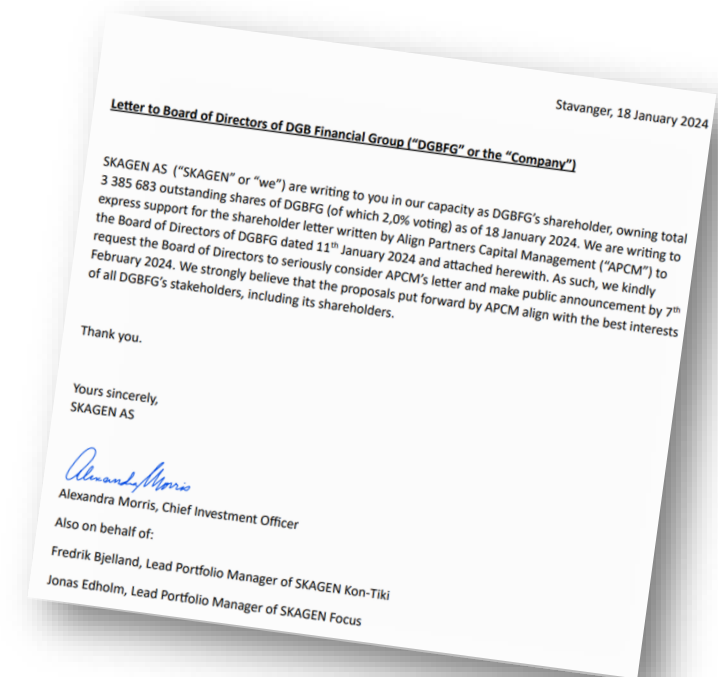 Stavanger, 18 January 2024
Letter to Board of Directors of DGB Financial Group (“DGBFG” or the “Company”)
SKAGEN AS (“SKAGEN” or “we”) are writing to you in our capacity as DGBFG’s shareholder, owning total
3 385 683 outstanding shares of DGBFG (of which 2,0% voting) as of 18 January 2024. We are writing to
express support for the shareholder letter written by Align Partners Capital Management (“APCM”) to
the Board of Directors of DGBFG dated 11th January 2024 and attached herewith. As such, we kindly
request the Board of Directors to seriously consider APCM’s letter and make public announcement by 7th
February 2024. We strongly believe that the proposals put forward by APCM align with the best interests
of all DGBFG’s stakeholders, including its shareholders.
Thank you.
Yours sincerely,
SKAGEN AS
Alexandra Morris
Alexandra Morris, Chief Investment Officer
Also on behalf of:
Fredrik Bjelland, Lead Portfolio Manager of SKAGEN Kon-Tiki
Jonas Edholm, Lead Portfolio Manager of SKAGEN Focus